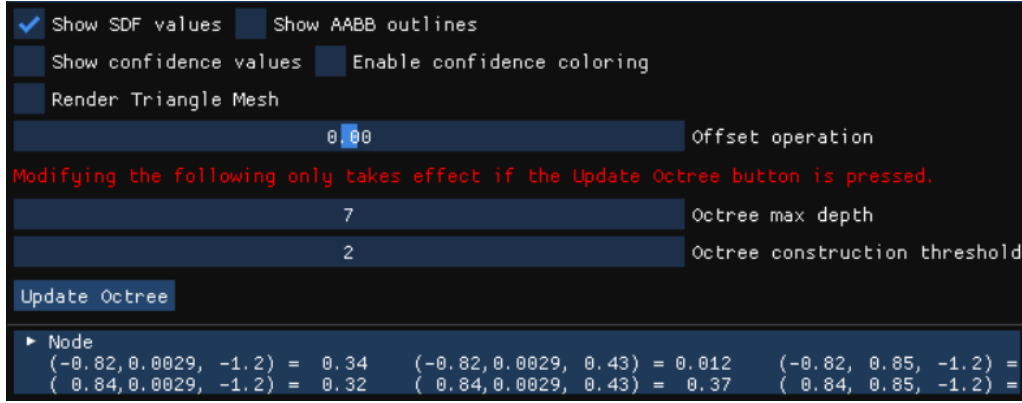 Show SDF values Show AABB outlines
Show confidence values Enable confidence coloring
Render Triangle Mesh
0.00 Offset operation
Modifying the following only takes effect if the Update Octree button is pressed.
7 Octree max depth
2 Octree construction threshold
Update Octree
Node
(-0.82,0.0029, -1.2) = 0.34 (-0.82,0.0029, 0.43) = 0.012 (-0.82, 0.85, -1.2) =
( 0.84,0.0029, -1.2) = 0.32 ( 0.84,0.0029, 0.43) = 0.37 ( 0.84, 0.85, -1.2) =